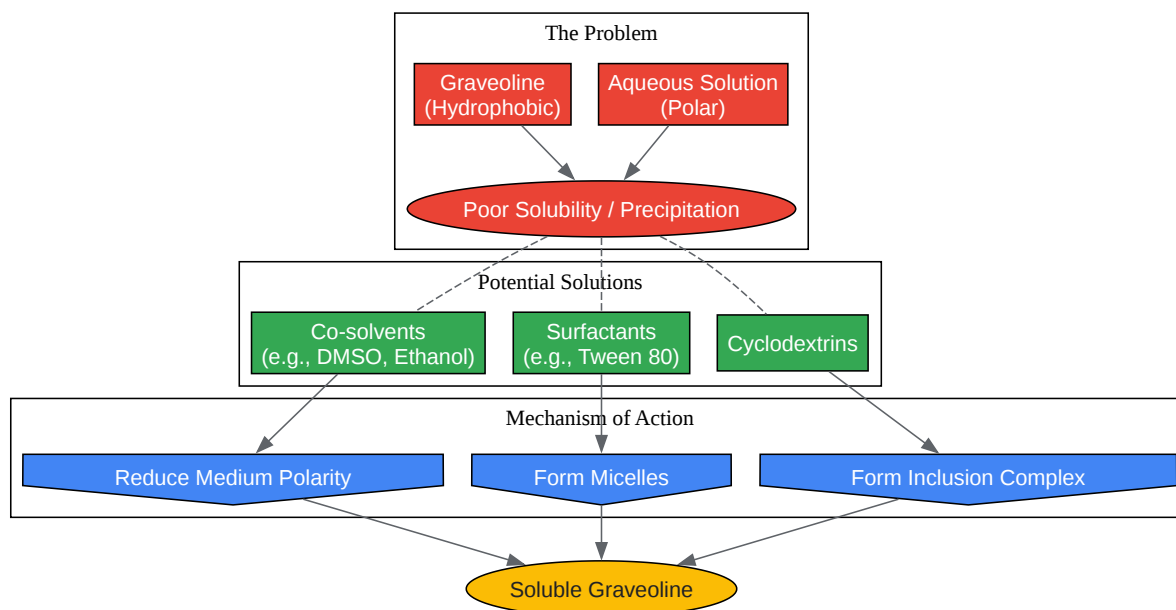 The Problem
Graveoline
(Hydrophobic)
Aqueous Solution
(Polar)
Poor Solubility / Precipitation
Potential Solutions
Co-solvents
(e.g., DMSO, Ethanol)
Surfactants
(e.g., Tween 80)
Cyclodextrins
Mechanism of Action
Reduce Medium Polarity
Form Micelles
Form Inclusion Complex
Soluble Graveoline